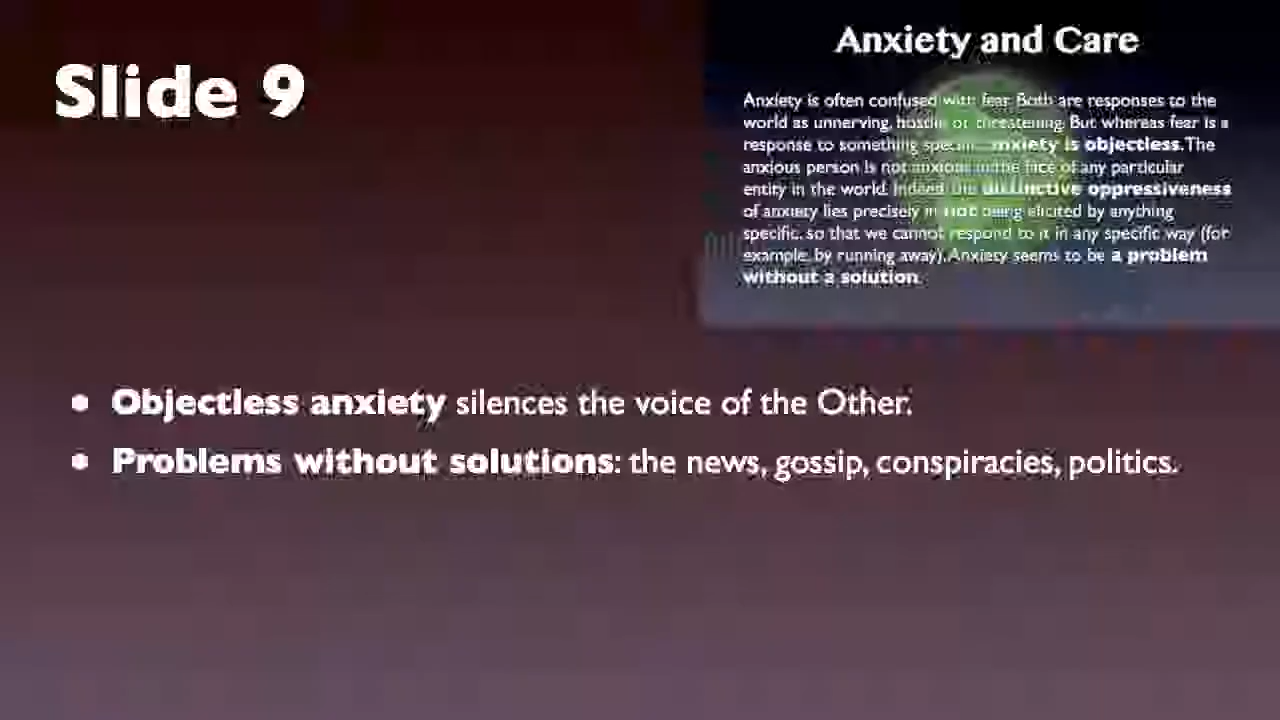 Slide 9
Anxiety and Care
Anxiety is often confused with fear. Both are responses to the
world as unnerving, hostile or threatening. But whereas fear is a
response to something specific, anxiety is objectless. The
anxious person is not anxious in the face of any particular
entity in the world. Indeed the distinctive oppressiveness
of anxiety lies precisely in not being elicited by anything
specific, so that we cannot respond to it in any specific way (for
example, by running away). Anxiety seems to be a problem
without a solution.
• Objectless anxiety silences the voice of the Other.
• Problems without solutions: the news, gossip, conspiracies, politics.